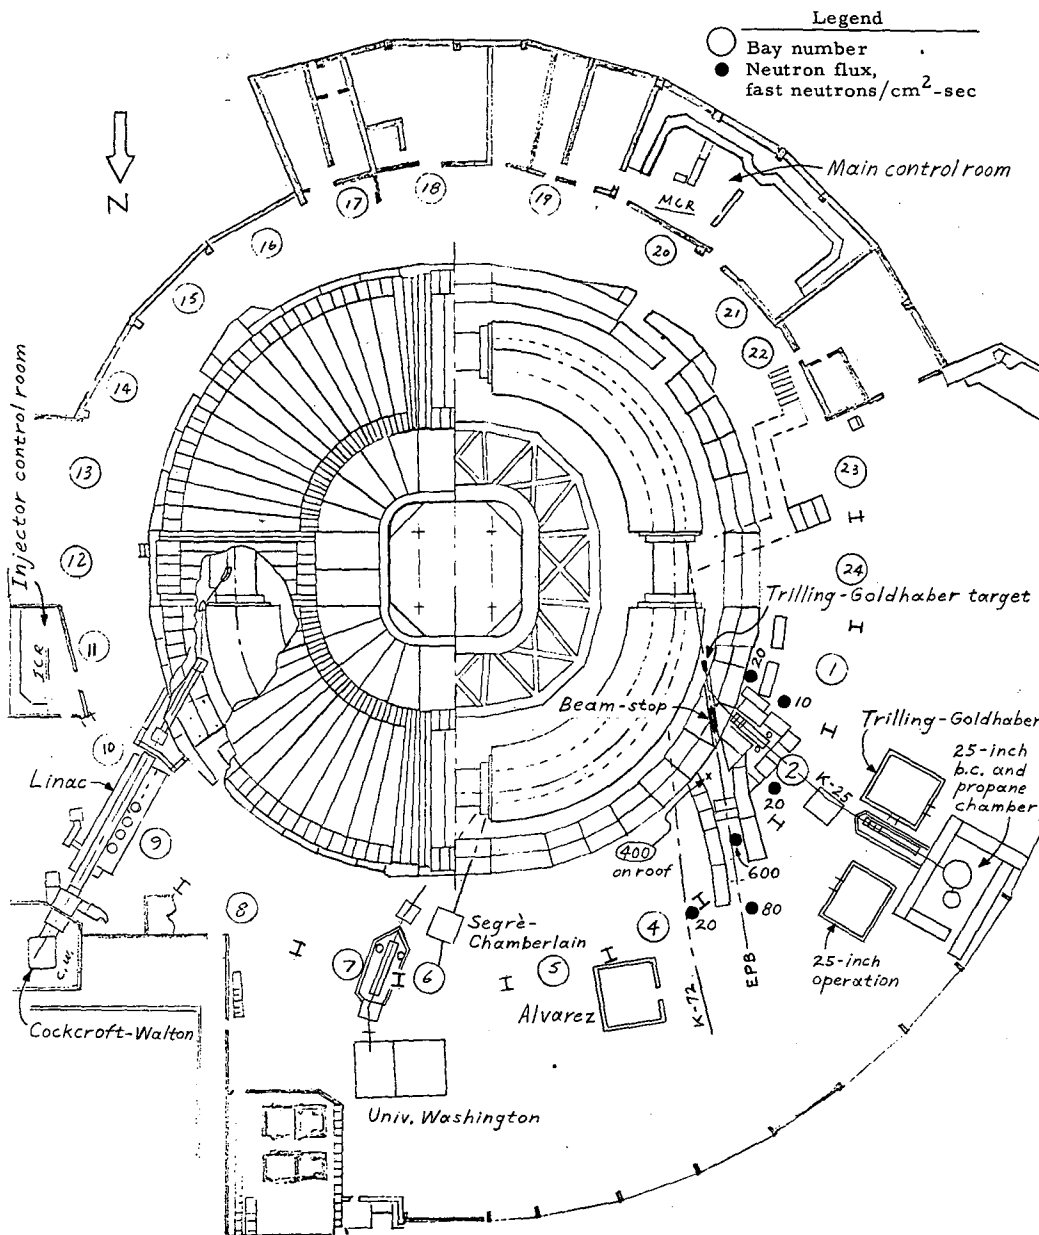 Legend
Bay number
Neutron flux,
fast neutrons/cm²-sec
N
Main control room
MCR
17
18
19
20
16
15
21
22
14
Injector control room
13
23
12
24
Trilling-Goldhaber target
11
I.C.R.
20
1
10
Beam-stop
Trilling-Goldhaber
25-inch
b.c. and
propane
chamber
10
Linac
2
K-25
20
9
400
on roof
600
8
Segrè-
Chamberlain
4
20
80
7
6
5
EPB
25-inch
operation
C.W.
Alvarez
K-72
Cockcroft-Walton
Univ. Washington